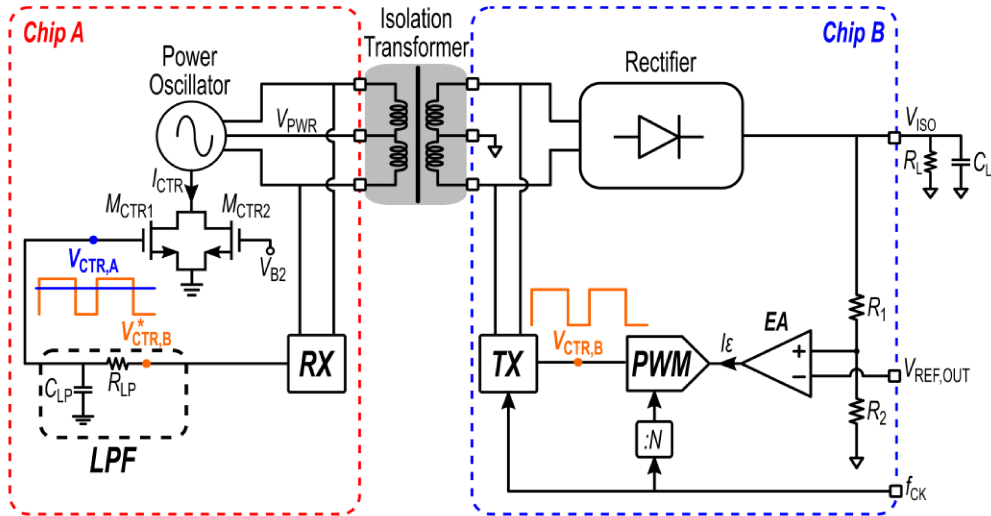 Chip A
Isolation
Transformer
Chip B
Power
Oscillator
Rectifier
V_PWR
V_ISO
R_L
C_L
I_CTR
M_CTR1
M_CTR2
V_CTR,A
V_B2
V*_CTR,B
V_CTR,B
R_1
EA
Iε
+
−
RX
TX
PWM
V_REF,OUT
C_LP
R_LP
R_2
:N
LPF
f_CK